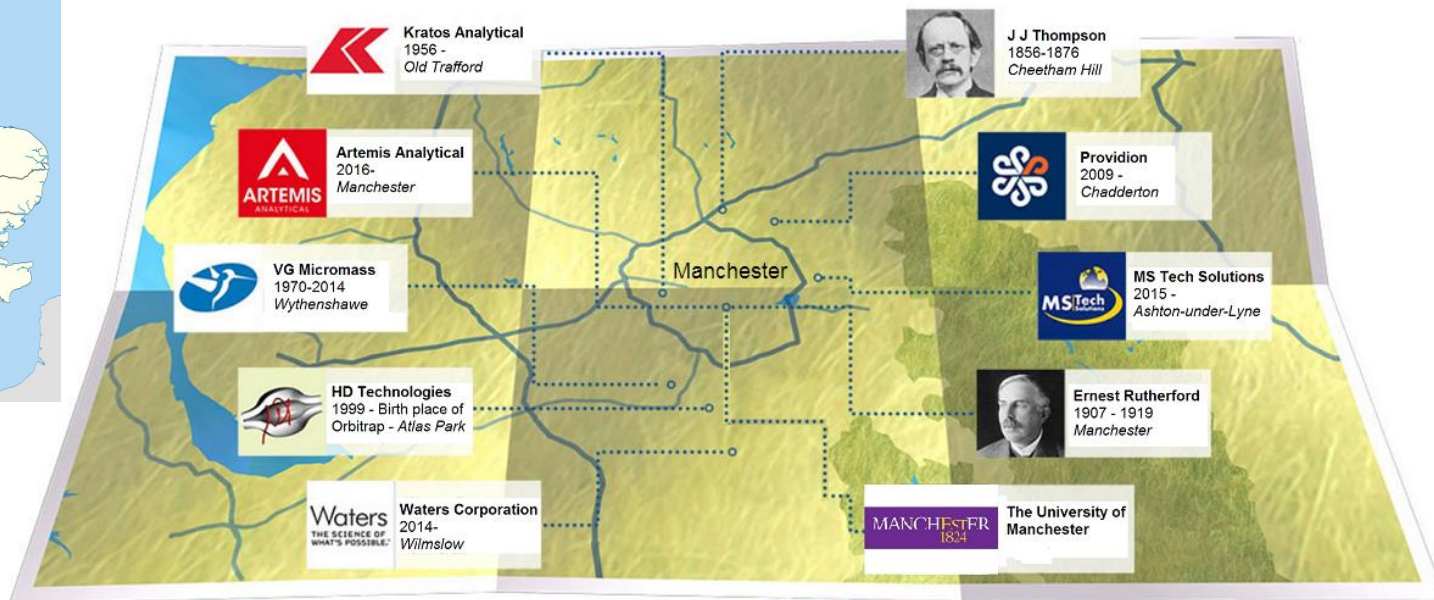 Kratos Analytical
1956 -
Old Trafford
J J Thompson
1856-1876
Cheetham Hill
ARTEMIS
ANALYTICAL
Artemis Analytical
2016-
Manchester
Providion
2009 -
Chadderton
VG Micromass
1970-2014
Wythenshawe
Manchester
MS Tech
Solutions
MS Tech Solutions
2015 -
Ashton-under-Lyne
HD Technologies
1999 - Birth place of
Orbitrap - Atlas Park
Ernest Rutherford
1907 - 1919
Manchester
Waters
THE SCIENCE OF
WHAT'S POSSIBLE.
Waters Corporation
2014-
Wilmslow
MANCHESTER
1824
The University of
Manchester